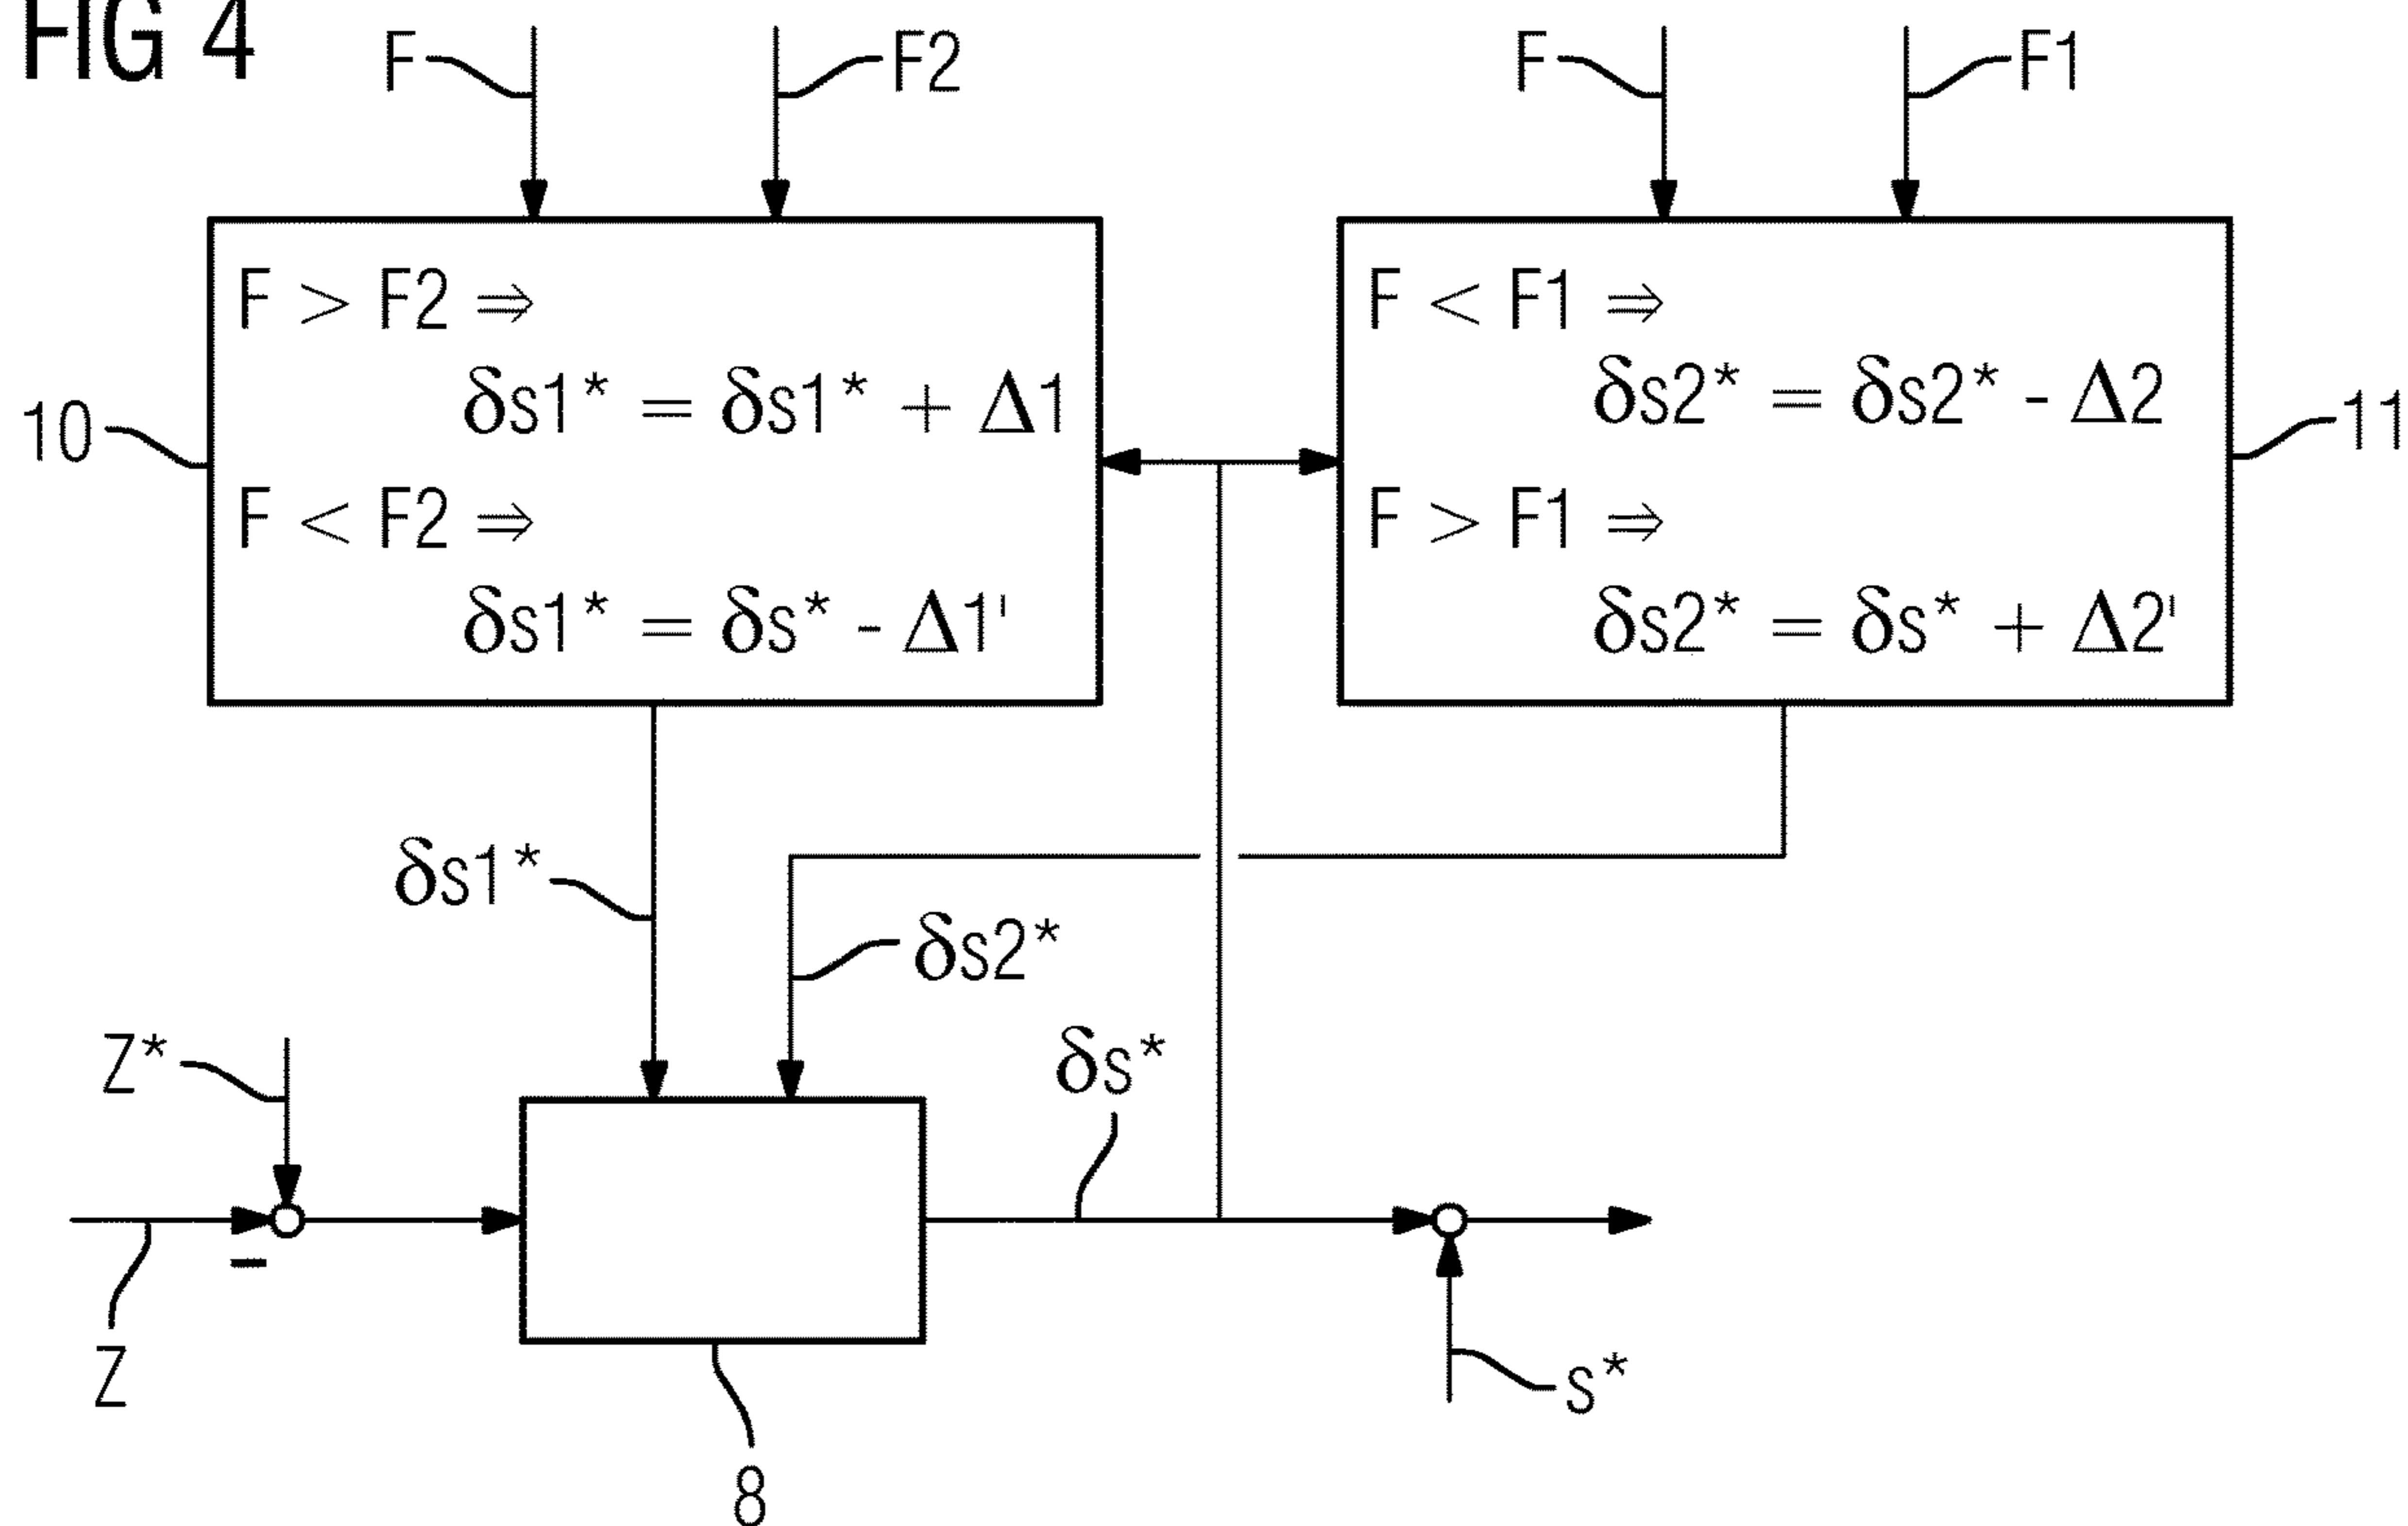 FIG 4
F
F2
F
F1
F > F2 ⇒
δs1* = δs1* + Δ1
F < F2 ⇒
δs1* = δs* - Δ1'
10
F < F1 ⇒
δs2* = δs2* - Δ2
F > F1 ⇒
δs2* = δs* + Δ2'
11
δs1*
δs2*
δs*
Z*
-
Z
8
s*